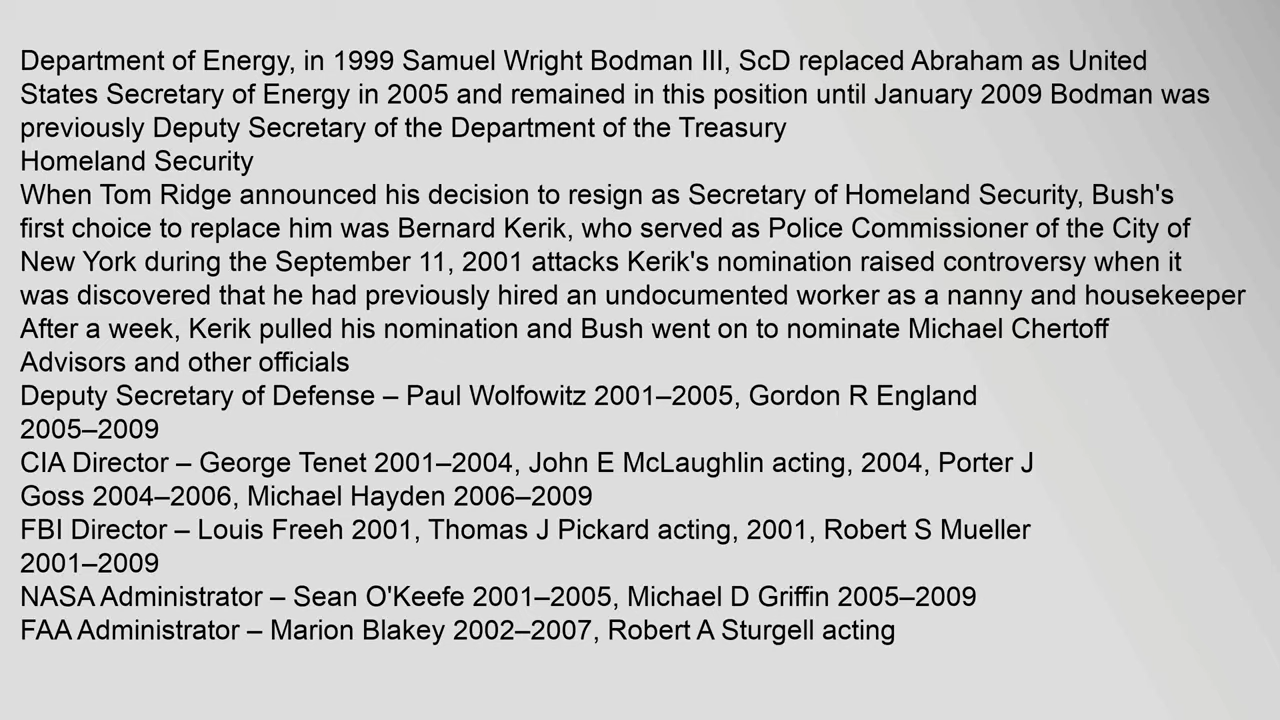 Department of Energy, in 1999 Samuel Wright Bodman III, ScD replaced Abraham as United
States Secretary of Energy in 2005 and remained in this position until January 2009 Bodman was
previously Deputy Secretary of the Department of the Treasury
Homeland Security
When Tom Ridge announced his decision to resign as Secretary of Homeland Security, Bush's
first choice to replace him was Bernard Kerik, who served as Police Commissioner of the City of
New York during the September 11, 2001 attacks Kerik's nomination raised controversy when it
was discovered that he had previously hired an undocumented worker as a nanny and housekeeper
After a week, Kerik pulled his nomination and Bush went on to nominate Michael Chertoff
Advisors and other officials
Deputy Secretary of Defense – Paul Wolfowitz 2001–2005, Gordon R England
2005–2009
CIA Director – George Tenet 2001–2004, John E McLaughlin acting, 2004, Porter J
Goss 2004–2006, Michael Hayden 2006–2009
FBI Director – Louis Freeh 2001, Thomas J Pickard acting, 2001, Robert S Mueller
2001–2009
NASA Administrator – Sean O'Keefe 2001–2005, Michael D Griffin 2005–2009
FAA Administrator – Marion Blakey 2002–2007, Robert A Sturgell acting